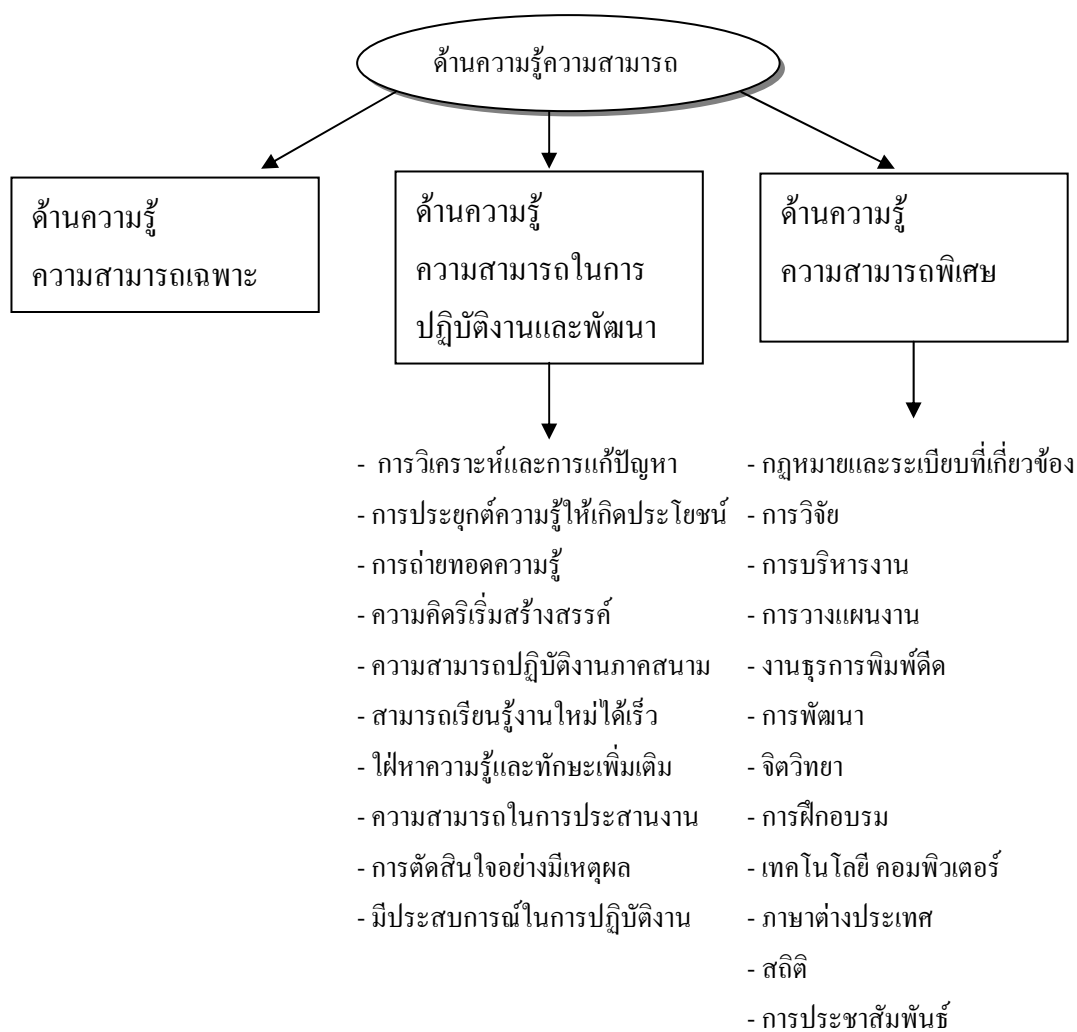 ด้านความรู้ความสามารถ
ด้านความรู้
ความสามารถเฉพาะ
ด้านความรู้
ความสามารถในการ
ปฏิบัติงานและพัฒนา
ด้านความรู้
ความสามารถพิเศษ
- การวิเคราะห์และการแก้ปัญหา
- การประยุกต์ความรู้ให้เกิดประโยชน์
- การถ่ายทอดความรู้
- ความคิดริเริ่มสร้างสรรค์
- ความสามารถปฏิบัติงานภาคสนาม
- สามารถเรียนรู้งานใหม่ได้เร็ว
- ใฝ่หาความรู้และทักษะเพิ่มเติม
- ความสามารถในการประสานงาน
- การตัดสินใจอย่างมีเหตุผล
- มีประสบการณ์ในการปฏิบัติงาน
- กฎหมายและระเบียบที่เกี่ยวข้อง
- การวิจัย
- การบริหารงาน
- การวางแผนงาน
- งานธุรการพิมพ์ดีด
- การพัฒนา
- จิตวิทยา
- การฝึกอบรม
- เทคโนโลยี คอมพิวเตอร์
- ภาษาต่างประเทศ
- สถิติ
- การประชาสัมพันธ์